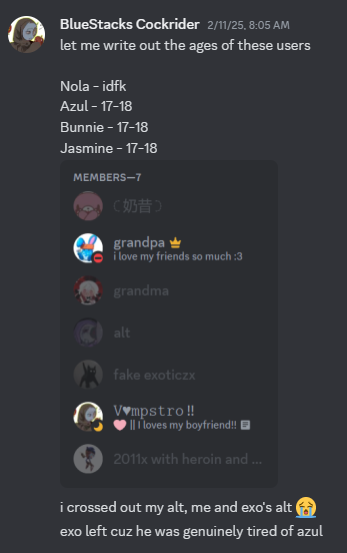 BlueStacks Cockrider 2/11/25, 8:05 AM
let me write out the ages of these users
Nola - idfk
Azul - 17-18
Bunnie - 17-18
Jasmine - 17-18
MEMBERS—7
(奶昔)
grandpa 👑
i love my friends so much :3
grandma
alt
fake exoticzx
V♥mpstro !!
🩷 || I loves my boyfriend!!
2011x with heroin and ...
i crossed out my alt, me and exo's alt 😭
exo left cuz he was genuinely tired of azul